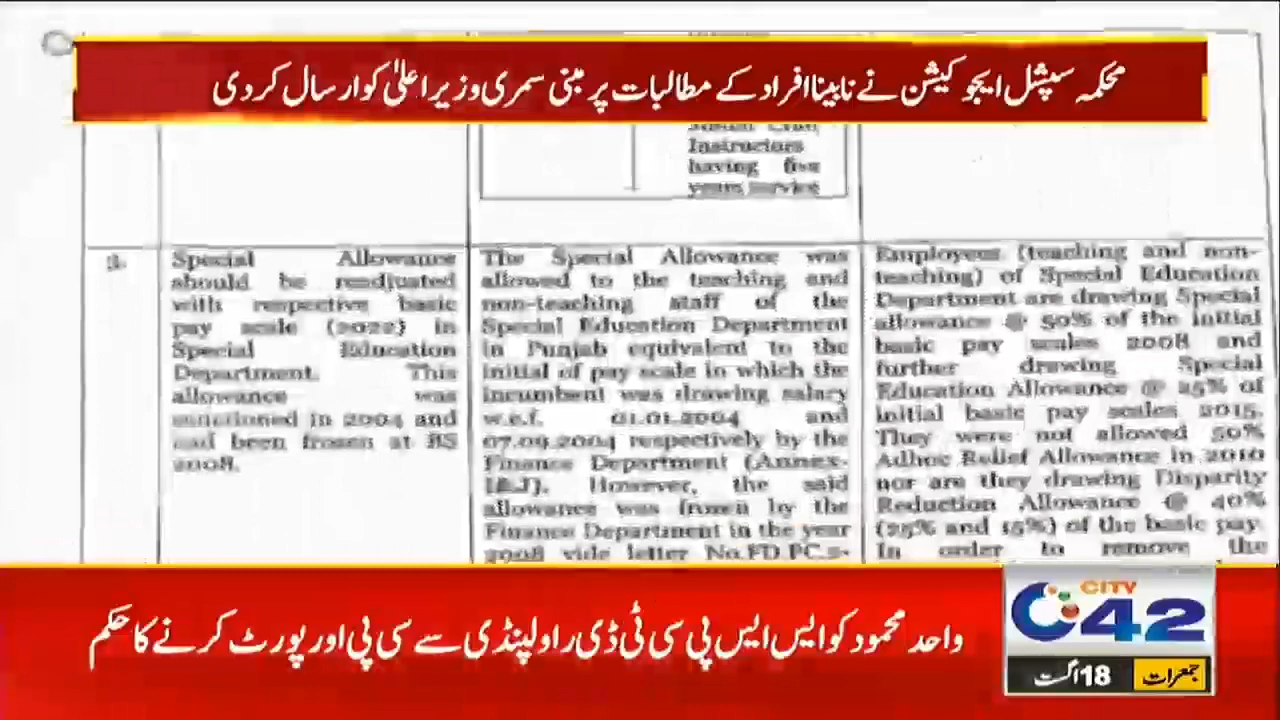 محکمہ سپشل ایجوکیشن نے نابینا افراد کے مطالبات پر مبنی سمری وزیر اعلیٰ کو ارسال کر دی
Instructors
having five
years service
3.
Special Allowance
should be readjusted
with respective basic
pay scale (2022) in
Special Education
Department. This
allowance was
sanctioned in 2004 and
had been frozen at BS
2008.
The Special Allowance was
allowed to the teaching and
non-teaching staff of the
Special Education Department
in Punjab equivalent to the
initial of pay scale in which the
incumbent was drawing salary
w.e.f. 01.01.2004 and
07.09.2004 respectively by the
Finance Department (Annex-
I&J). However, the said
allowance was frozen by the
Finance Department in the year
2008 vide letter No.FD PC.2-
Employees (teaching and non-
teaching) of Special Education
Department are drawing Special
allowance @ 50% of the initial
basic pay scales 2008 and
further drawing Special
Education Allowance @ 25% of
initial basic pay scales 2015.
They were not allowed 50%
Adhoc Relief Allowance in 2010
nor are they drawing Disparity
Reduction Allowance @ 40%
(25% and 15%) of the basic pay.
In order to remove the
واحد محمود کو ایس ایس پی سی ٹی ڈی راولپنڈی سے سی پی او رپورٹ کرنے کا حکم
CITY
42
جمعرات
18 اگست